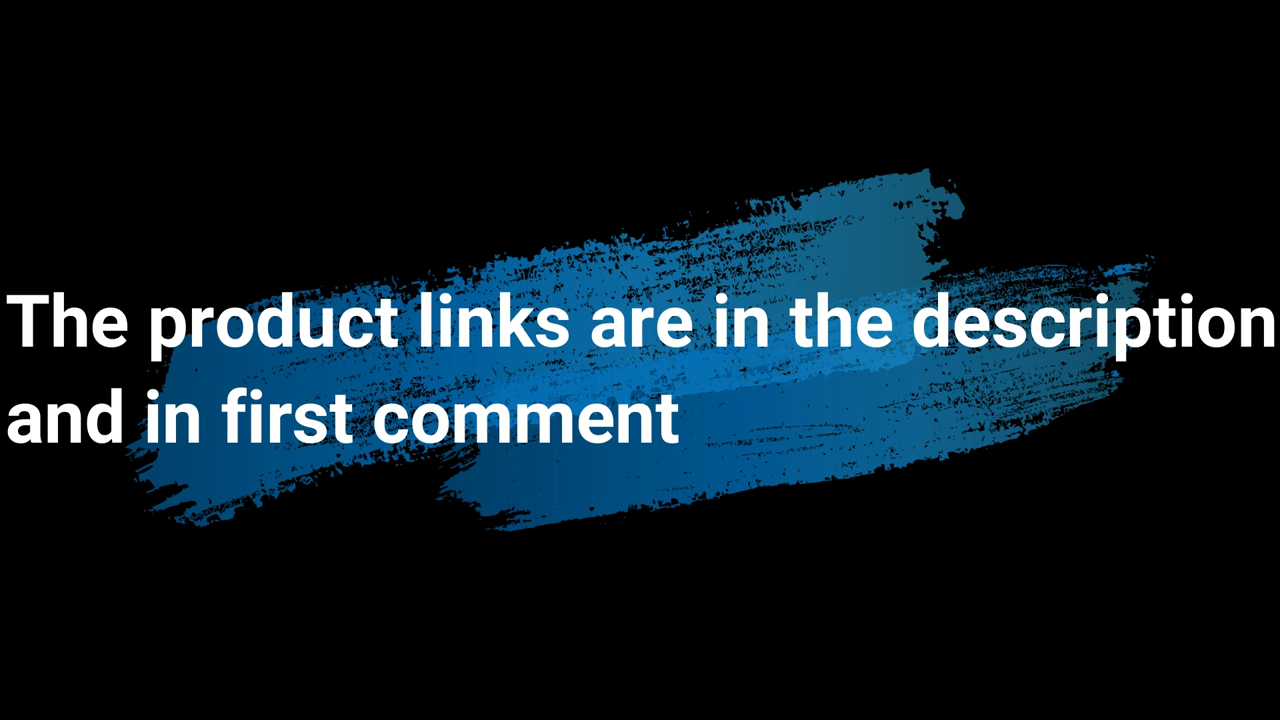 The product links are in the description
and in first comment